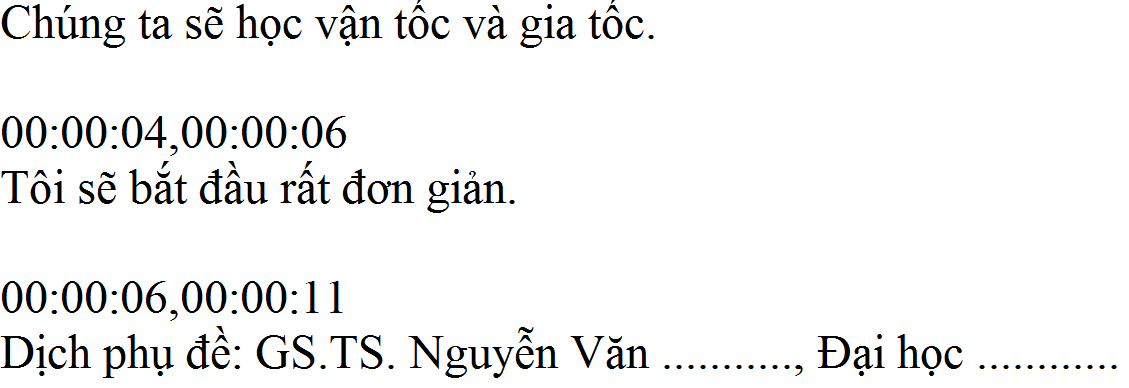 Chúng ta sẽ học vận tốc và gia tốc.
00:00:04,00:00:06
Tôi sẽ bắt đầu rất đơn giản.
00:00:06,00:00:11
Dịch phụ đề: GS.TS. Nguyễn Văn ..........., Đại học ............